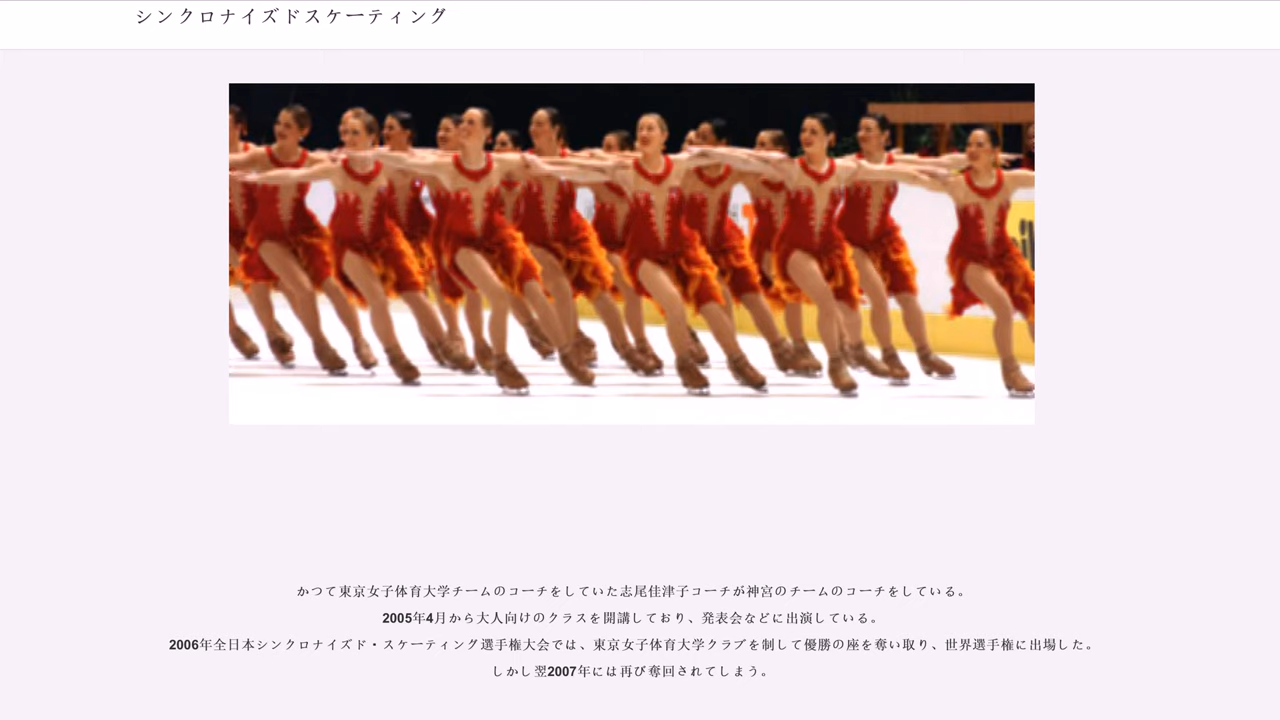 シンクロナイズドスケーティング
かつて東京女子体育大学チームのコーチをしていた志尾佳津子コーチが神宮のチームのコーチをしている。
2005年4月から大人向けのクラスを開講しており、発表会などに出演している。
2006年全日本シンクロナイズド・スケーティング選手権大会では、東京女子体育大学クラブを制して優勝の座を奪い取り、世界選手権に出場した。
しかし翌2007年には再び奪回されてしまう。